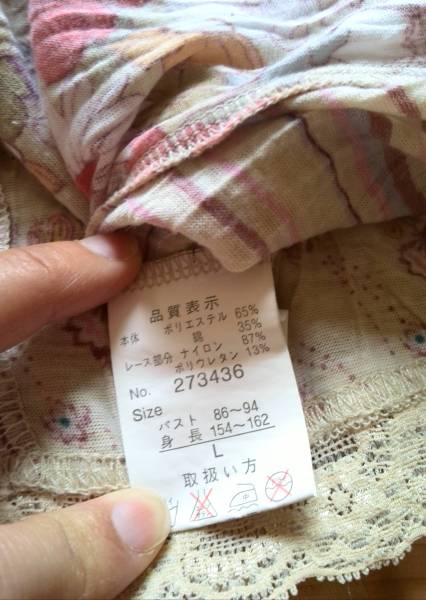 品質表示
本体 ポリエステル 65%
綿 35%
レース部分 ナイロン 87%
ポリウレタン 13%
No. 273436
Size
バスト 86〜94
身長 154〜162
L
取扱い方